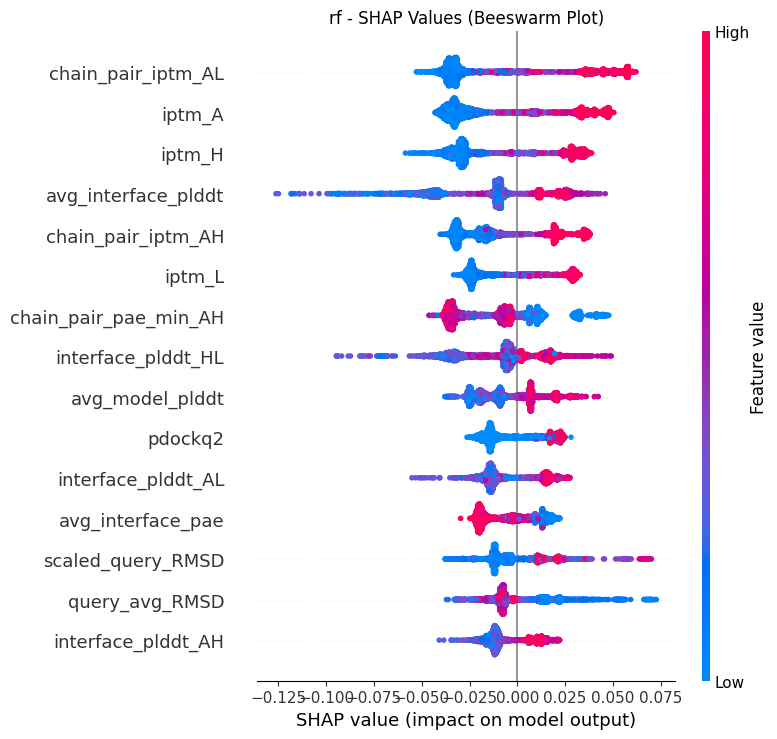 rf - SHAP Values (Beeswarm Plot)
High
chain_pair_iptm_AL
iptm_A
iptm_H
avg_interface_plddt
chain_pair_iptm_AH
iptm_L
chain_pair_pae_min_AH
interface_plddt_HL
avg_model_plddt
pdockq2
interface_plddt_AL
avg_interface_pae
scaled_query_RMSD
query_avg_RMSD
interface_plddt_AH
Feature value
Low
−0.125 −0.100 −0.075 −0.050 −0.025 0.000 0.025 0.050 0.075
SHAP value (impact on model output)